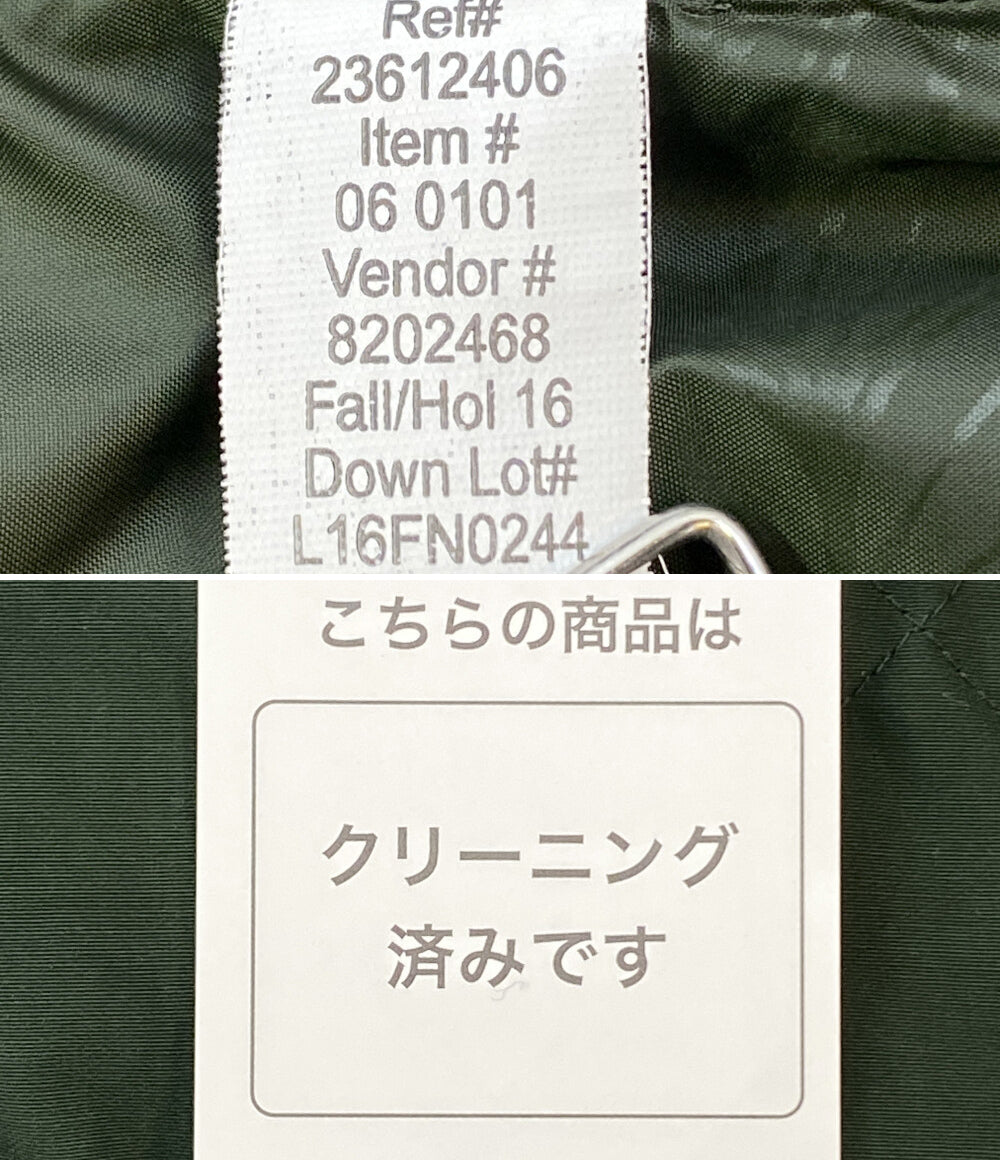 Ref#
23612406
Item #
06 0101
Vendor #
8202468
Fall/Hol 16
Down Lot#
L16FN0244
こちらの商品は
クリーニング
済みです